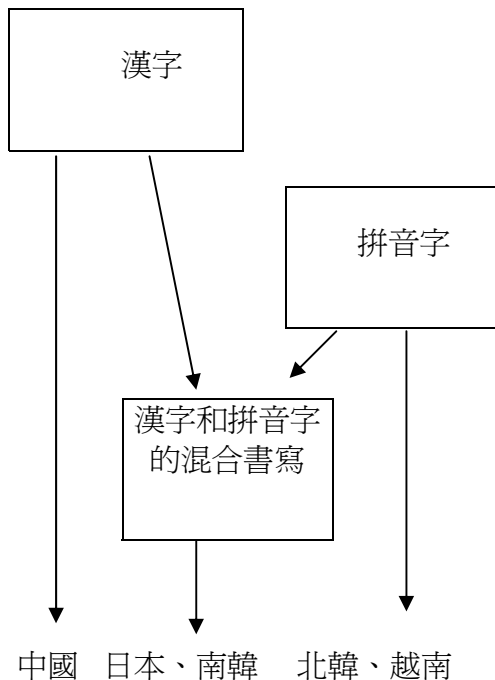 漢字
拼音字
漢字和拼音字
的混合書寫
中國 日本、南韓 北韓、越南